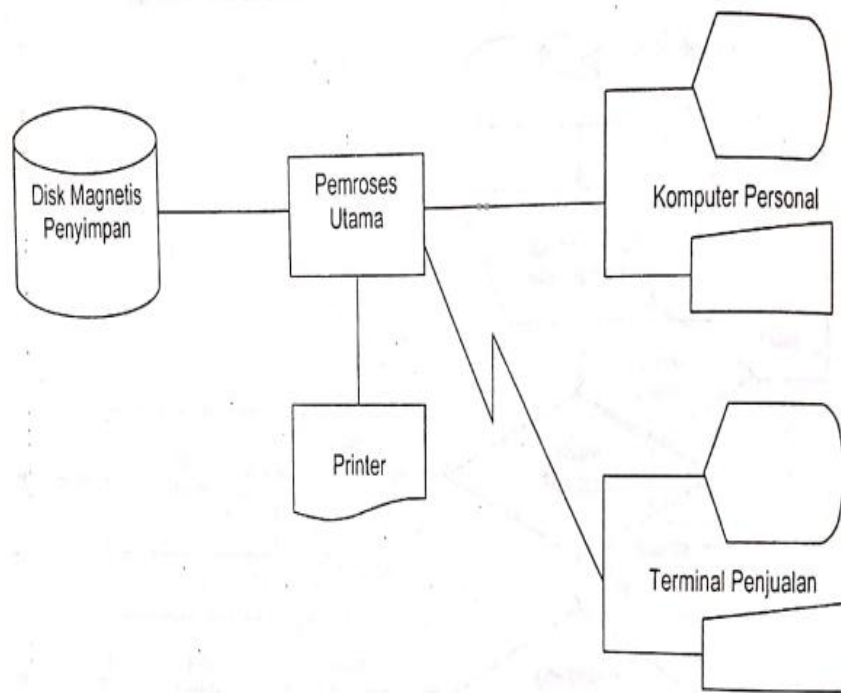 Disk Magnetis
Penyimpan
Pemroses
Utama
Komputer Personal
Printer
Terminal Penjualan